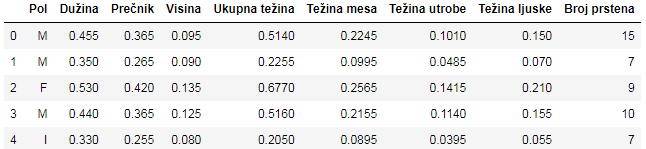 Pol Dužina Prečnik Visina Ukupna težina Težina mesa Težina utrobe Težina ljuske Broj prstena
0 M 0.455 0.365 0.095 0.5140 0.2245 0.1010 0.150 15
1 M 0.350 0.265 0.090 0.2255 0.0995 0.0485 0.070 7
2 F 0.530 0.420 0.135 0.6770 0.2565 0.1415 0.210 9
3 M 0.440 0.365 0.125 0.5160 0.2155 0.1140 0.155 10
4 I 0.330 0.255 0.080 0.2050 0.0895 0.0395 0.055 7